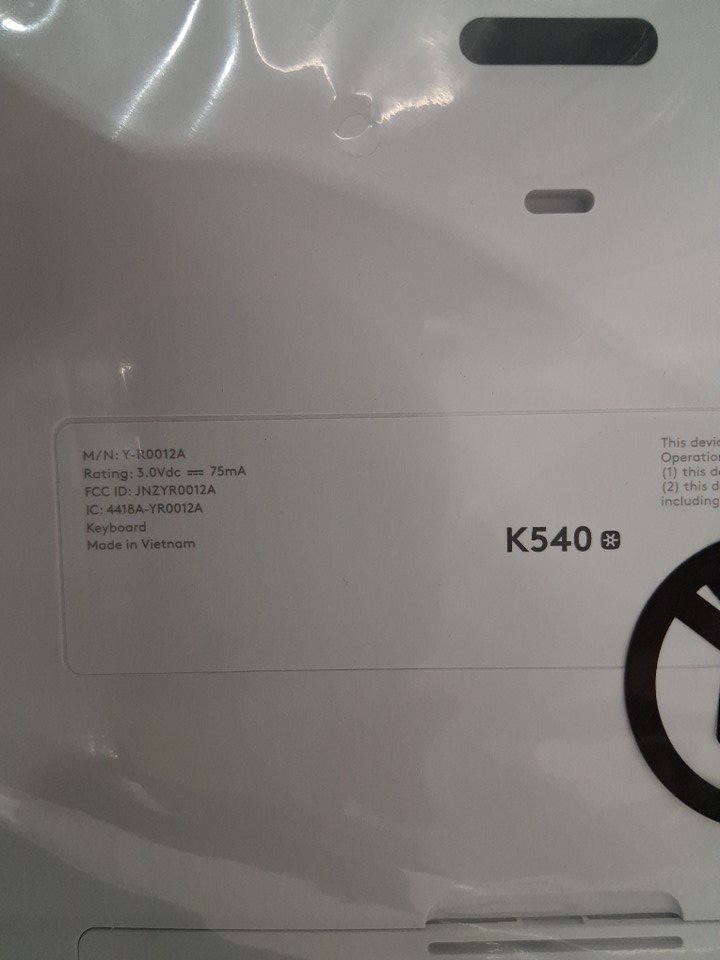 M/N: Y-R0012A
Rating: 3.0Vdc ⎓ 75mA
FCC ID: JNZYR0012A
IC: 4418A-YR0012A
Keyboard
Made in Vietnam
K540
This devic
Operation
(1) this d
(2) this d
including